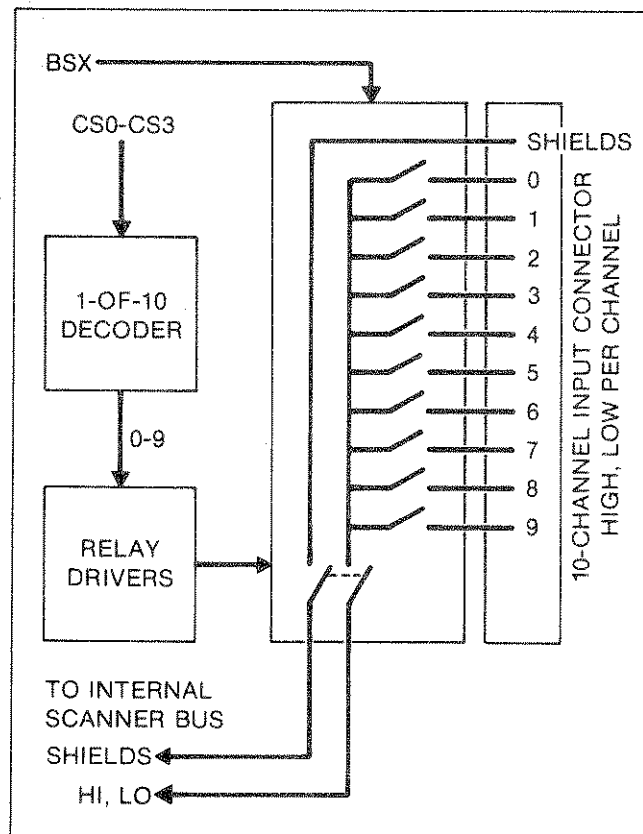 BSX
CS0-CS3
1-OF-10
DECODER
0-9
RELAY
DRIVERS
SHIELDS
0
1
2
3
4
5
6
7
8
9
10-CHANNEL INPUT CONNECTOR
HIGH, LOW PER CHANNEL
TO INTERNAL
SCANNER BUS
SHIELDS
HI, LO